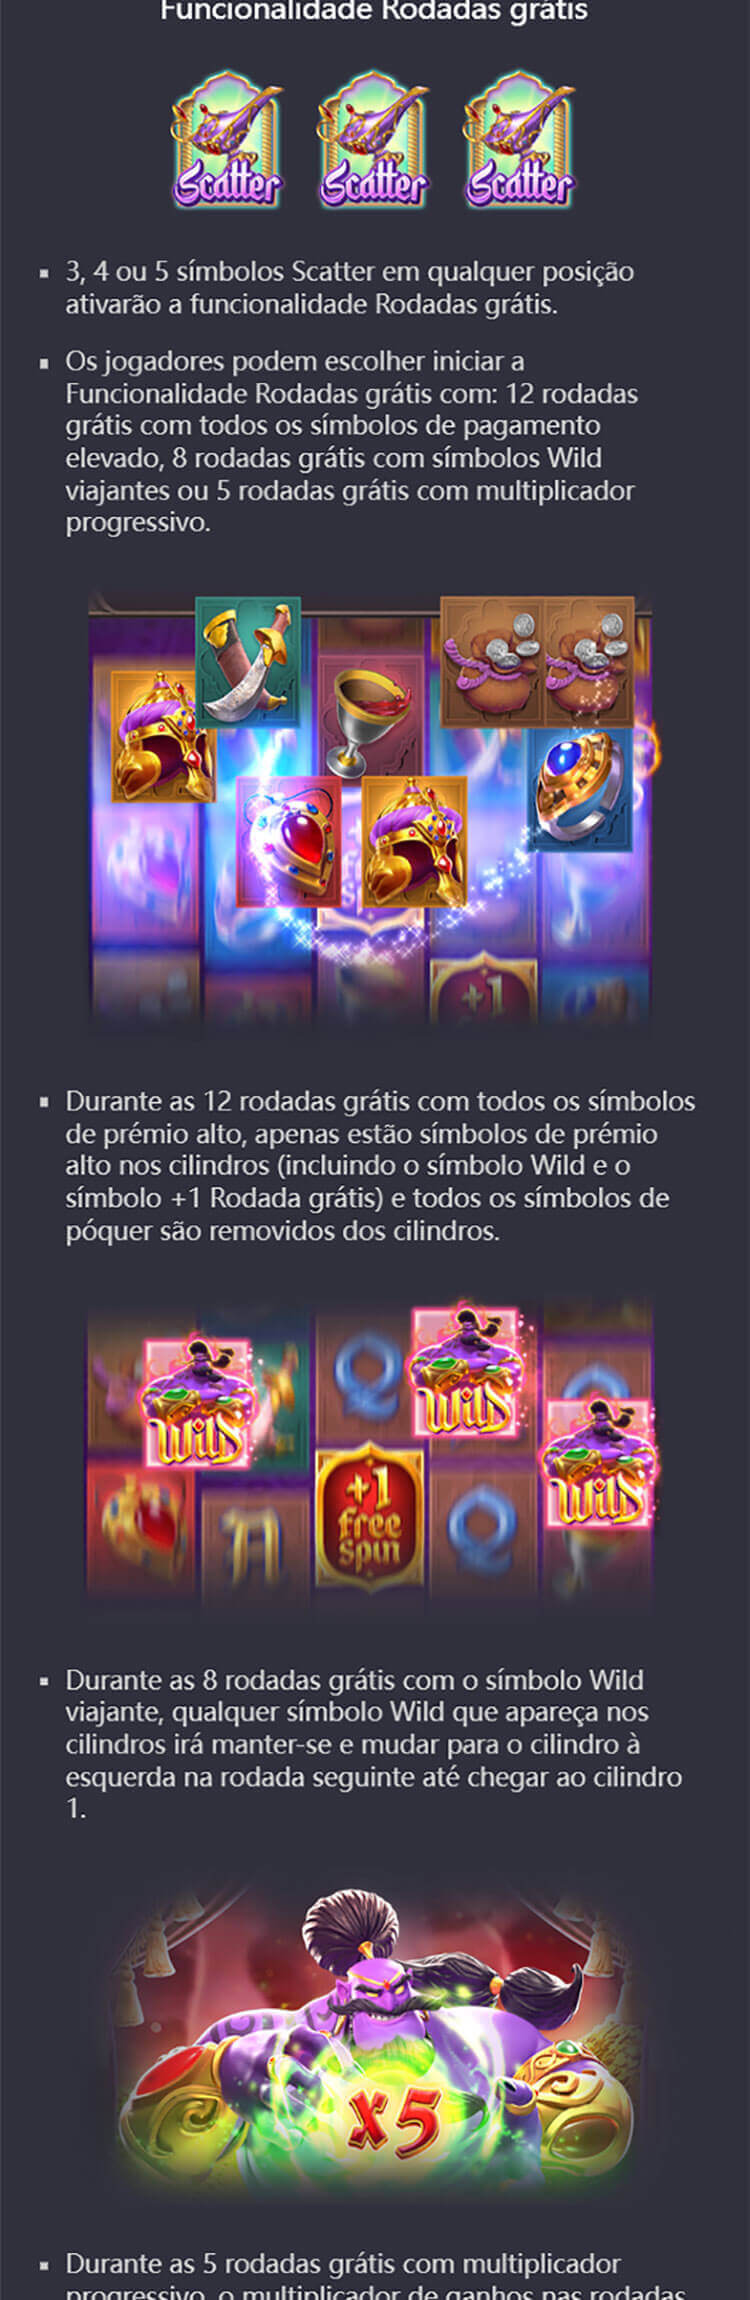 Funcionalidade Rodadas grátis
Scatter Scatter Scatter
3, 4 ou 5 símbolos Scatter em qualquer posição
ativarão a funcionalidade Rodadas grátis.
Os jogadores podem escolher iniciar a
Funcionalidade Rodadas grátis com: 12 rodadas
grátis com todos os símbolos de pagamento
elevado, 8 rodadas grátis com símbolos Wild
viajantes ou 5 rodadas grátis com multiplicador
progressivo.
+1
Durante as 12 rodadas grátis com todos os símbolos
de prémio alto, apenas estão símbolos de prémio
alto nos cilindros (incluindo o símbolo Wild e o
símbolo +1 Rodada grátis) e todos os símbolos de
póquer são removidos dos cilindros.
Q
Wild
Wild
Wild
+1
free
spin
A
Q
Durante as 8 rodadas grátis com o símbolo Wild
viajante, qualquer símbolo Wild que apareça nos
cilindros irá manter-se e mudar para o cilindro à
esquerda na rodada seguinte até chegar ao cilindro
1.
x5
Durante as 5 rodadas grátis com multiplicador
progressivo, o multiplicador de ganhos nas rodadas